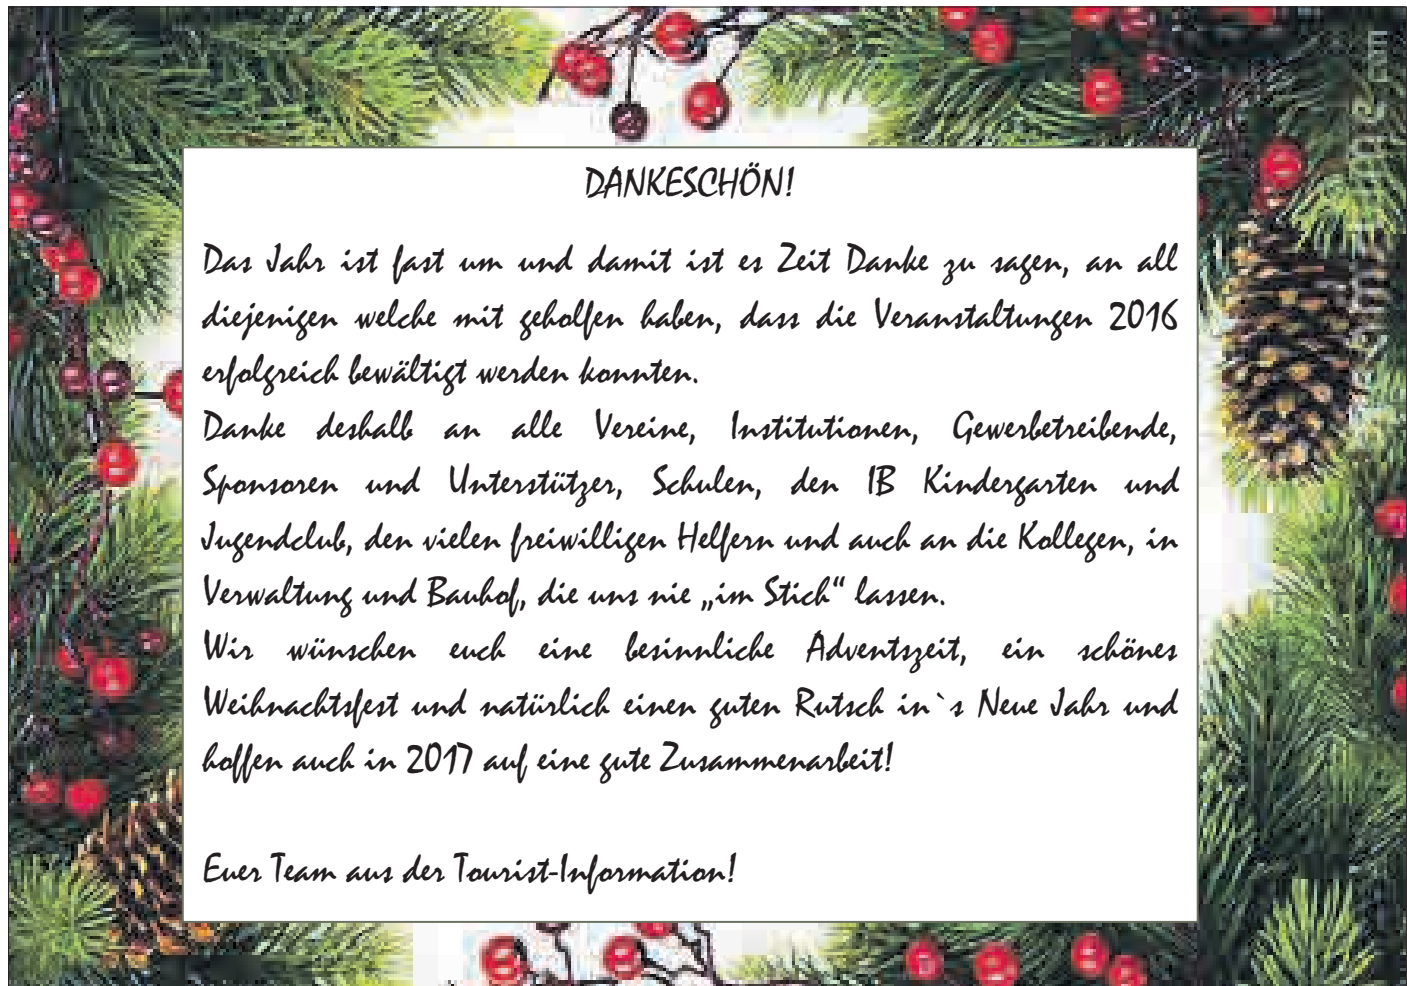 DANKESCHÖN!
Das Jahr ist fast um und damit ist es Zeit Danke zu sagen, an all
diejenigen welche mit geholfen haben, dass die Veranstaltungen 2016
erfolgreich bewältigt werden konnten.
Danke deshalb an alle Vereine, Institutionen, Gewerbetreibende,
Sponsoren und Unterstützer, Schulen, den IB Kindergarten und
Jugendclub, den vielen freiwilligen Helfern und auch an die Kollegen, in
Verwaltung und Bauhof, die uns nie „im Stich“ lassen.
Wir wünschen euch eine besinnliche Adventszeit, ein schönes
Weihnachtsfest und natürlich einen guten Rutsch in`s Neue Jahr und
hoffen auch in 2017 auf eine gute Zusammenarbeit!
Euer Team aus der Tourist-Information!